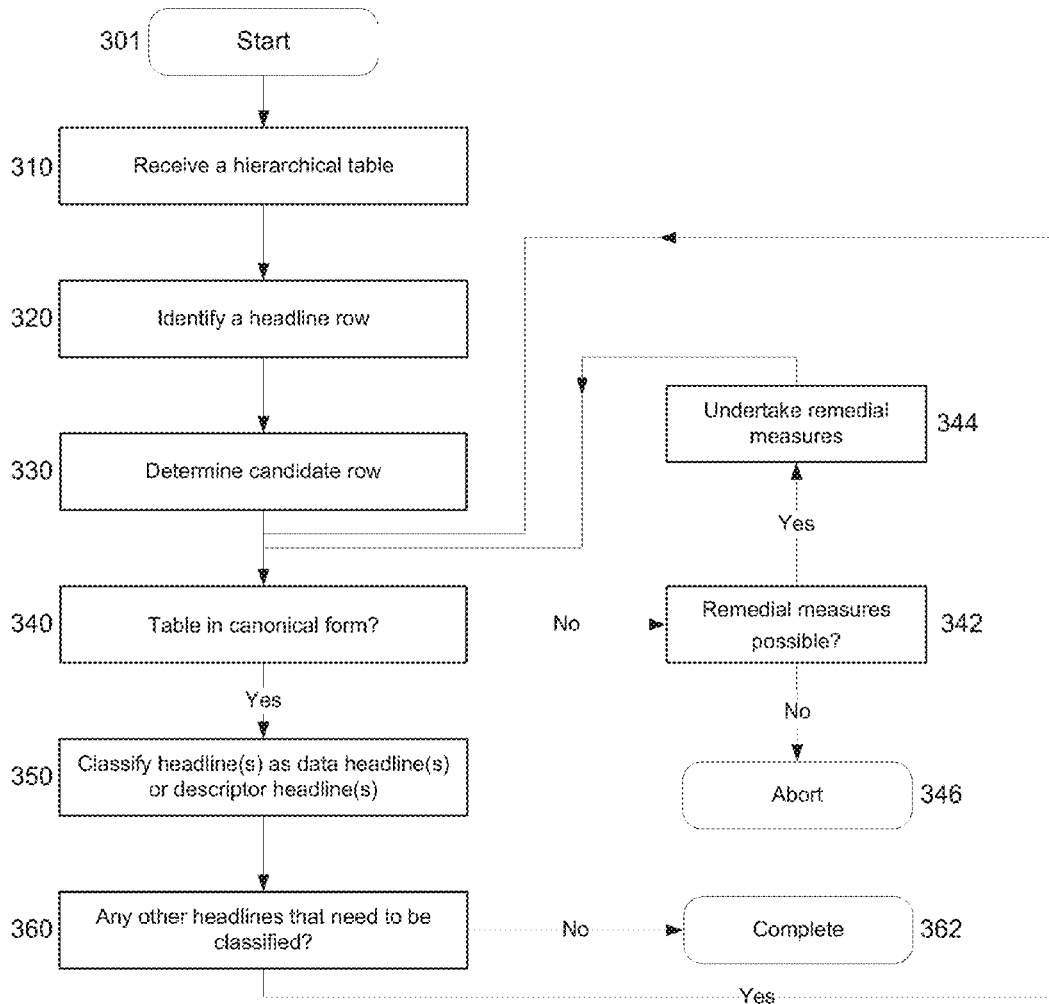 301
Start
310
Receive a hierarchical table
320
Identify a headline row
Undertake remedial
measures
344
330
Determine candidate row
Yes
340
Table in canonical form?
No
Remedial measures
possible?
342
Yes
No
350
Classify headline(s) as data headline(s)
or descriptor headline(s)
Abort
346
360
Any other headlines that need to be
classified?
No
Complete
362
Yes